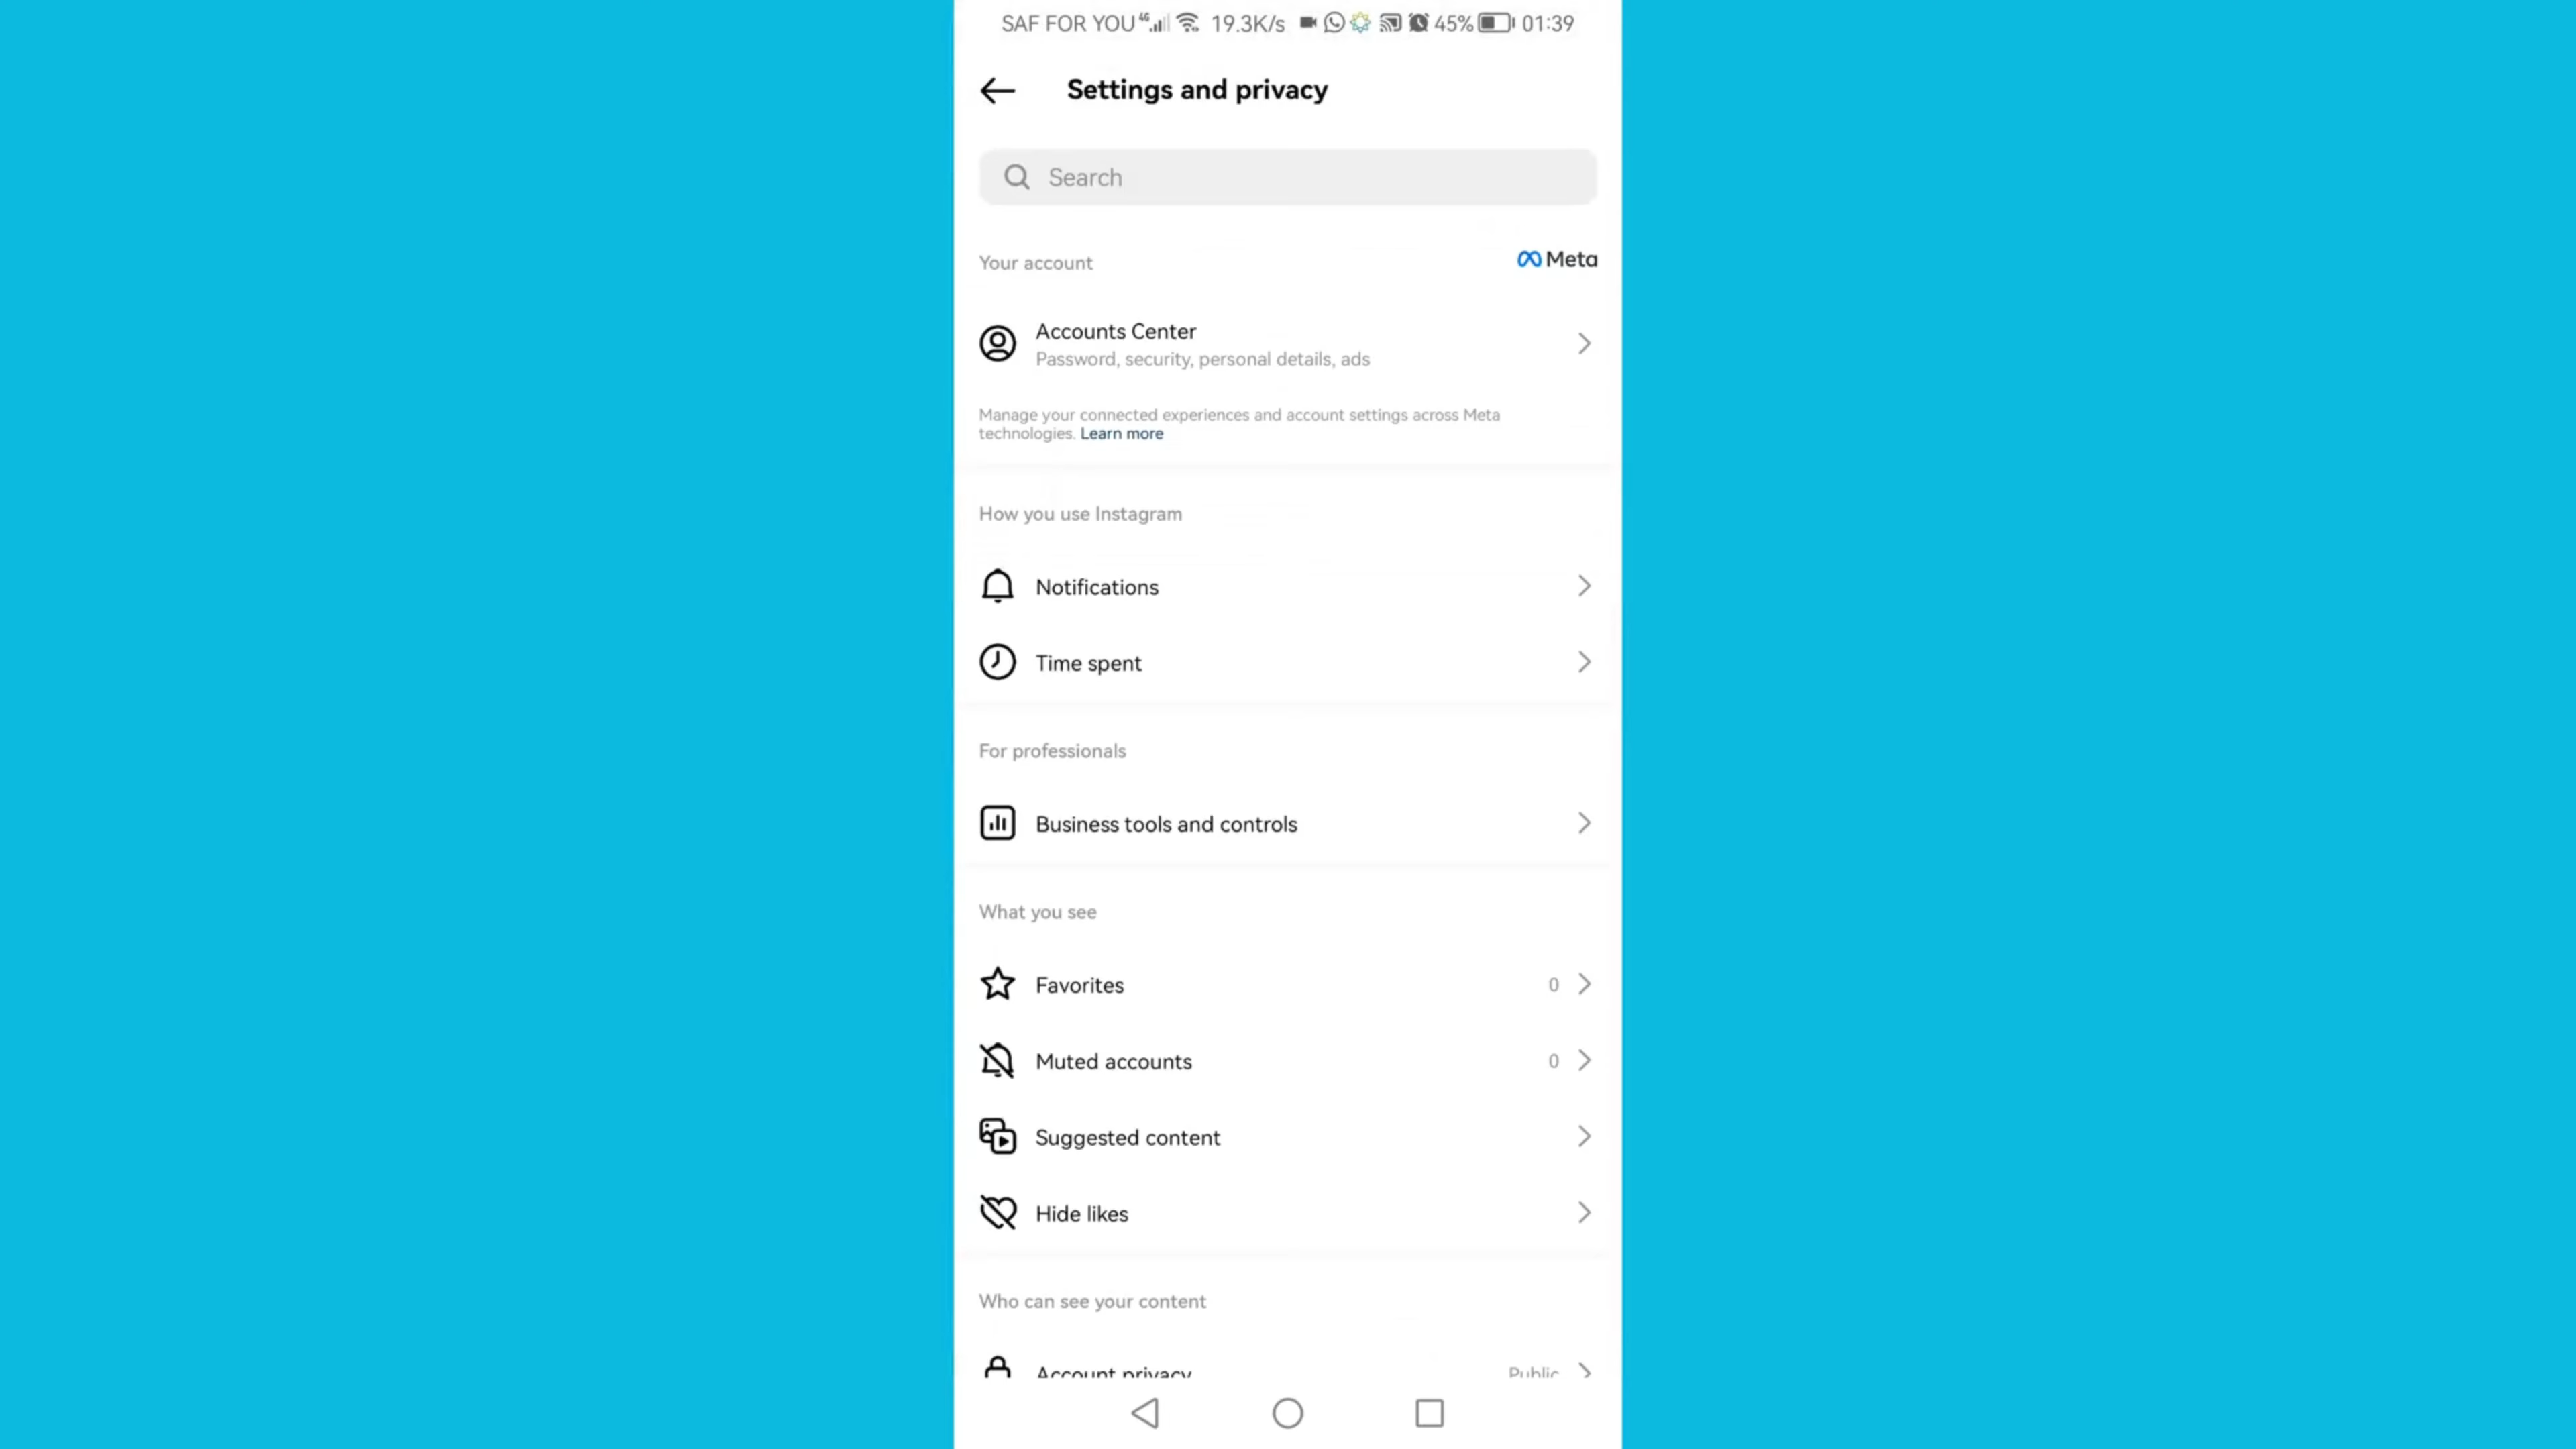 SAF FOR YOU 4G 19.3K/s 45% 01:39
Settings and privacy
Search
Your account
Meta
Accounts Center
Password, security, personal details, ads
Manage your connected experiences and account settings across Meta
technologies. Learn more
How you use Instagram
Notifications
Time spent
For professionals
Business tools and controls
What you see
Favorites 0
Muted accounts 0
Suggested content
Hide likes
Who can see your content
Account privacy Public